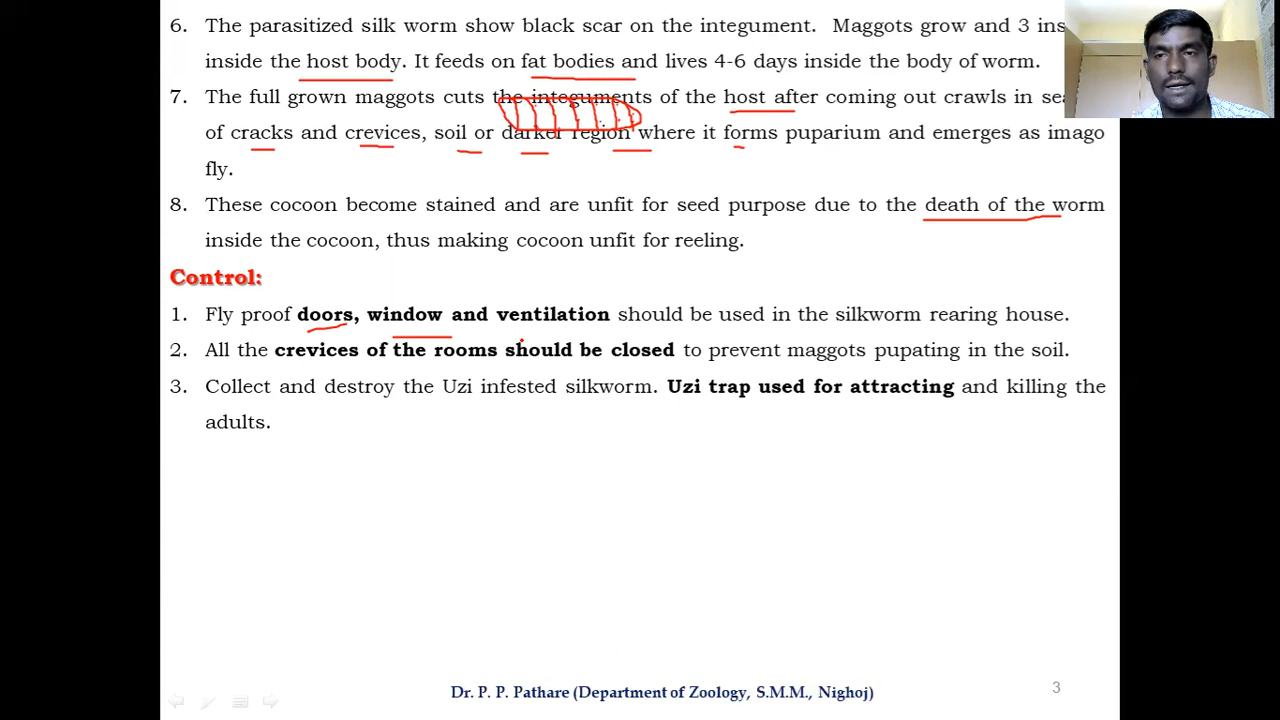 6. The parasitized silk worm show black scar on the integument. Maggots grow and 3
inside the host body. It feeds on fat bodies and lives 4-6 days inside the body of worm.
7. The full grown maggots cuts the integuments of the host after coming out crawls in
of cracks and crevices, soil or darker region where it forms puparium and emerges as imago
fly.
8. These cocoon become stained and are unfit for seed purpose due to the death of the worm
inside the cocoon, thus making cocoon unfit for reeling.
Control:
1. Fly proof doors, window and ventilation should be used in the silkworm rearing house.
2. All the crevices of the rooms should be closed to prevent maggots pupating in the soil.
3. Collect and destroy the Uzi infested silkworm. Uzi trap used for attracting and killing the
adults.
Dr. P. P. Pathare (Department of Zoology, S.M.M., Nighoj)
3